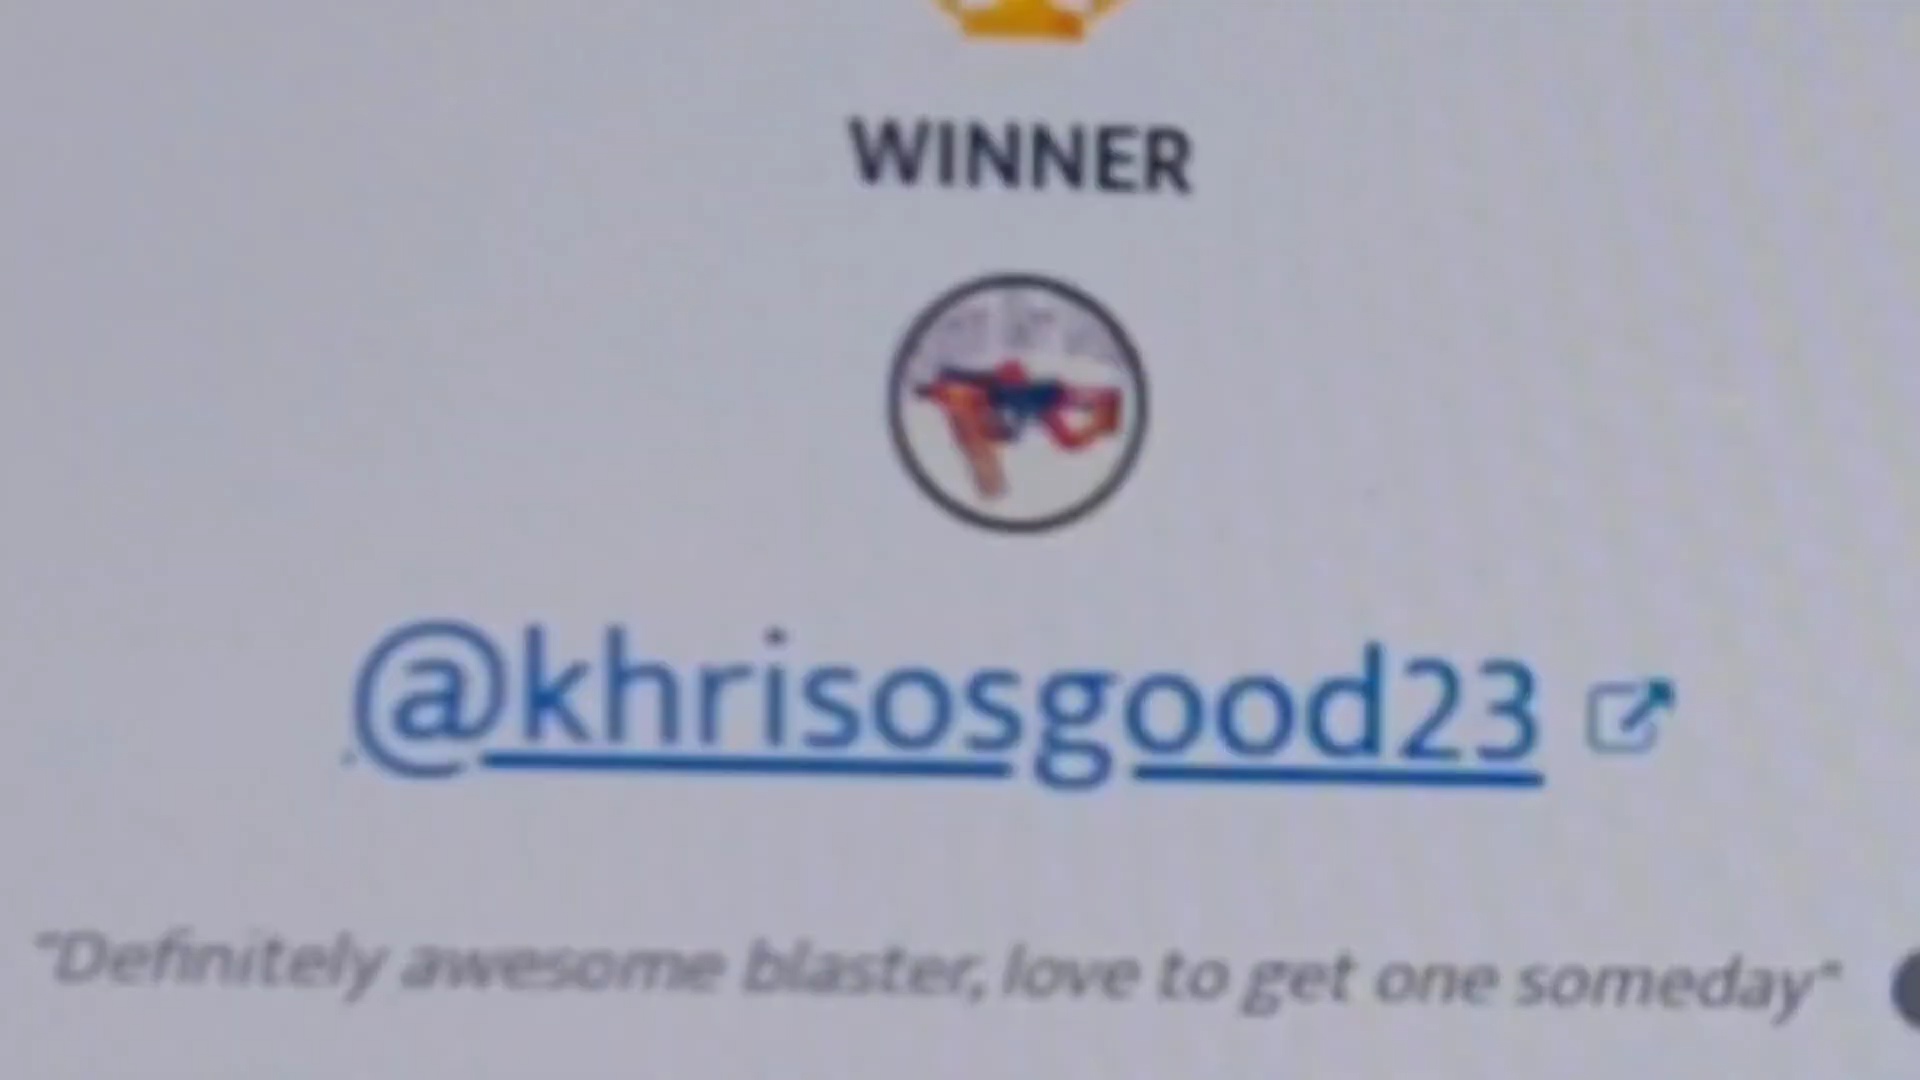 WINNER
@khrisosgood23
"Definitely awesome blaster, love to get one someday"